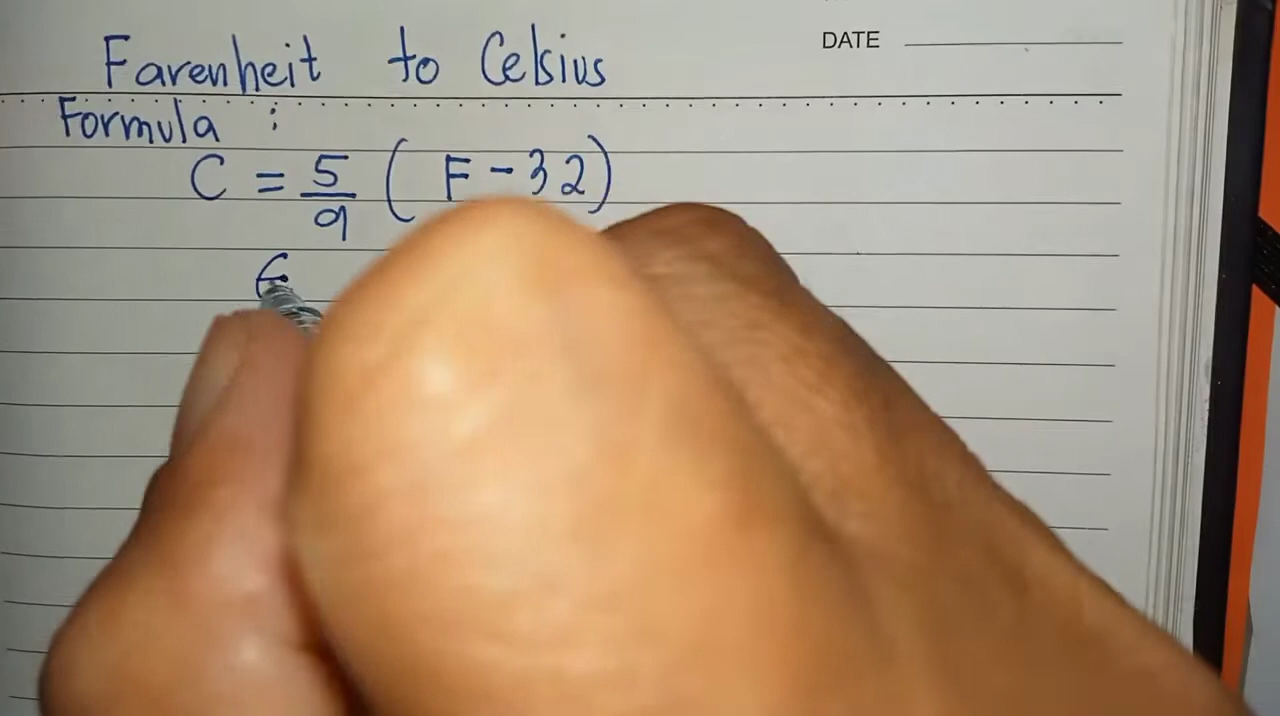 DATE
Farenheit to Celsius
Formula :
C = 5/9 ( F - 32)